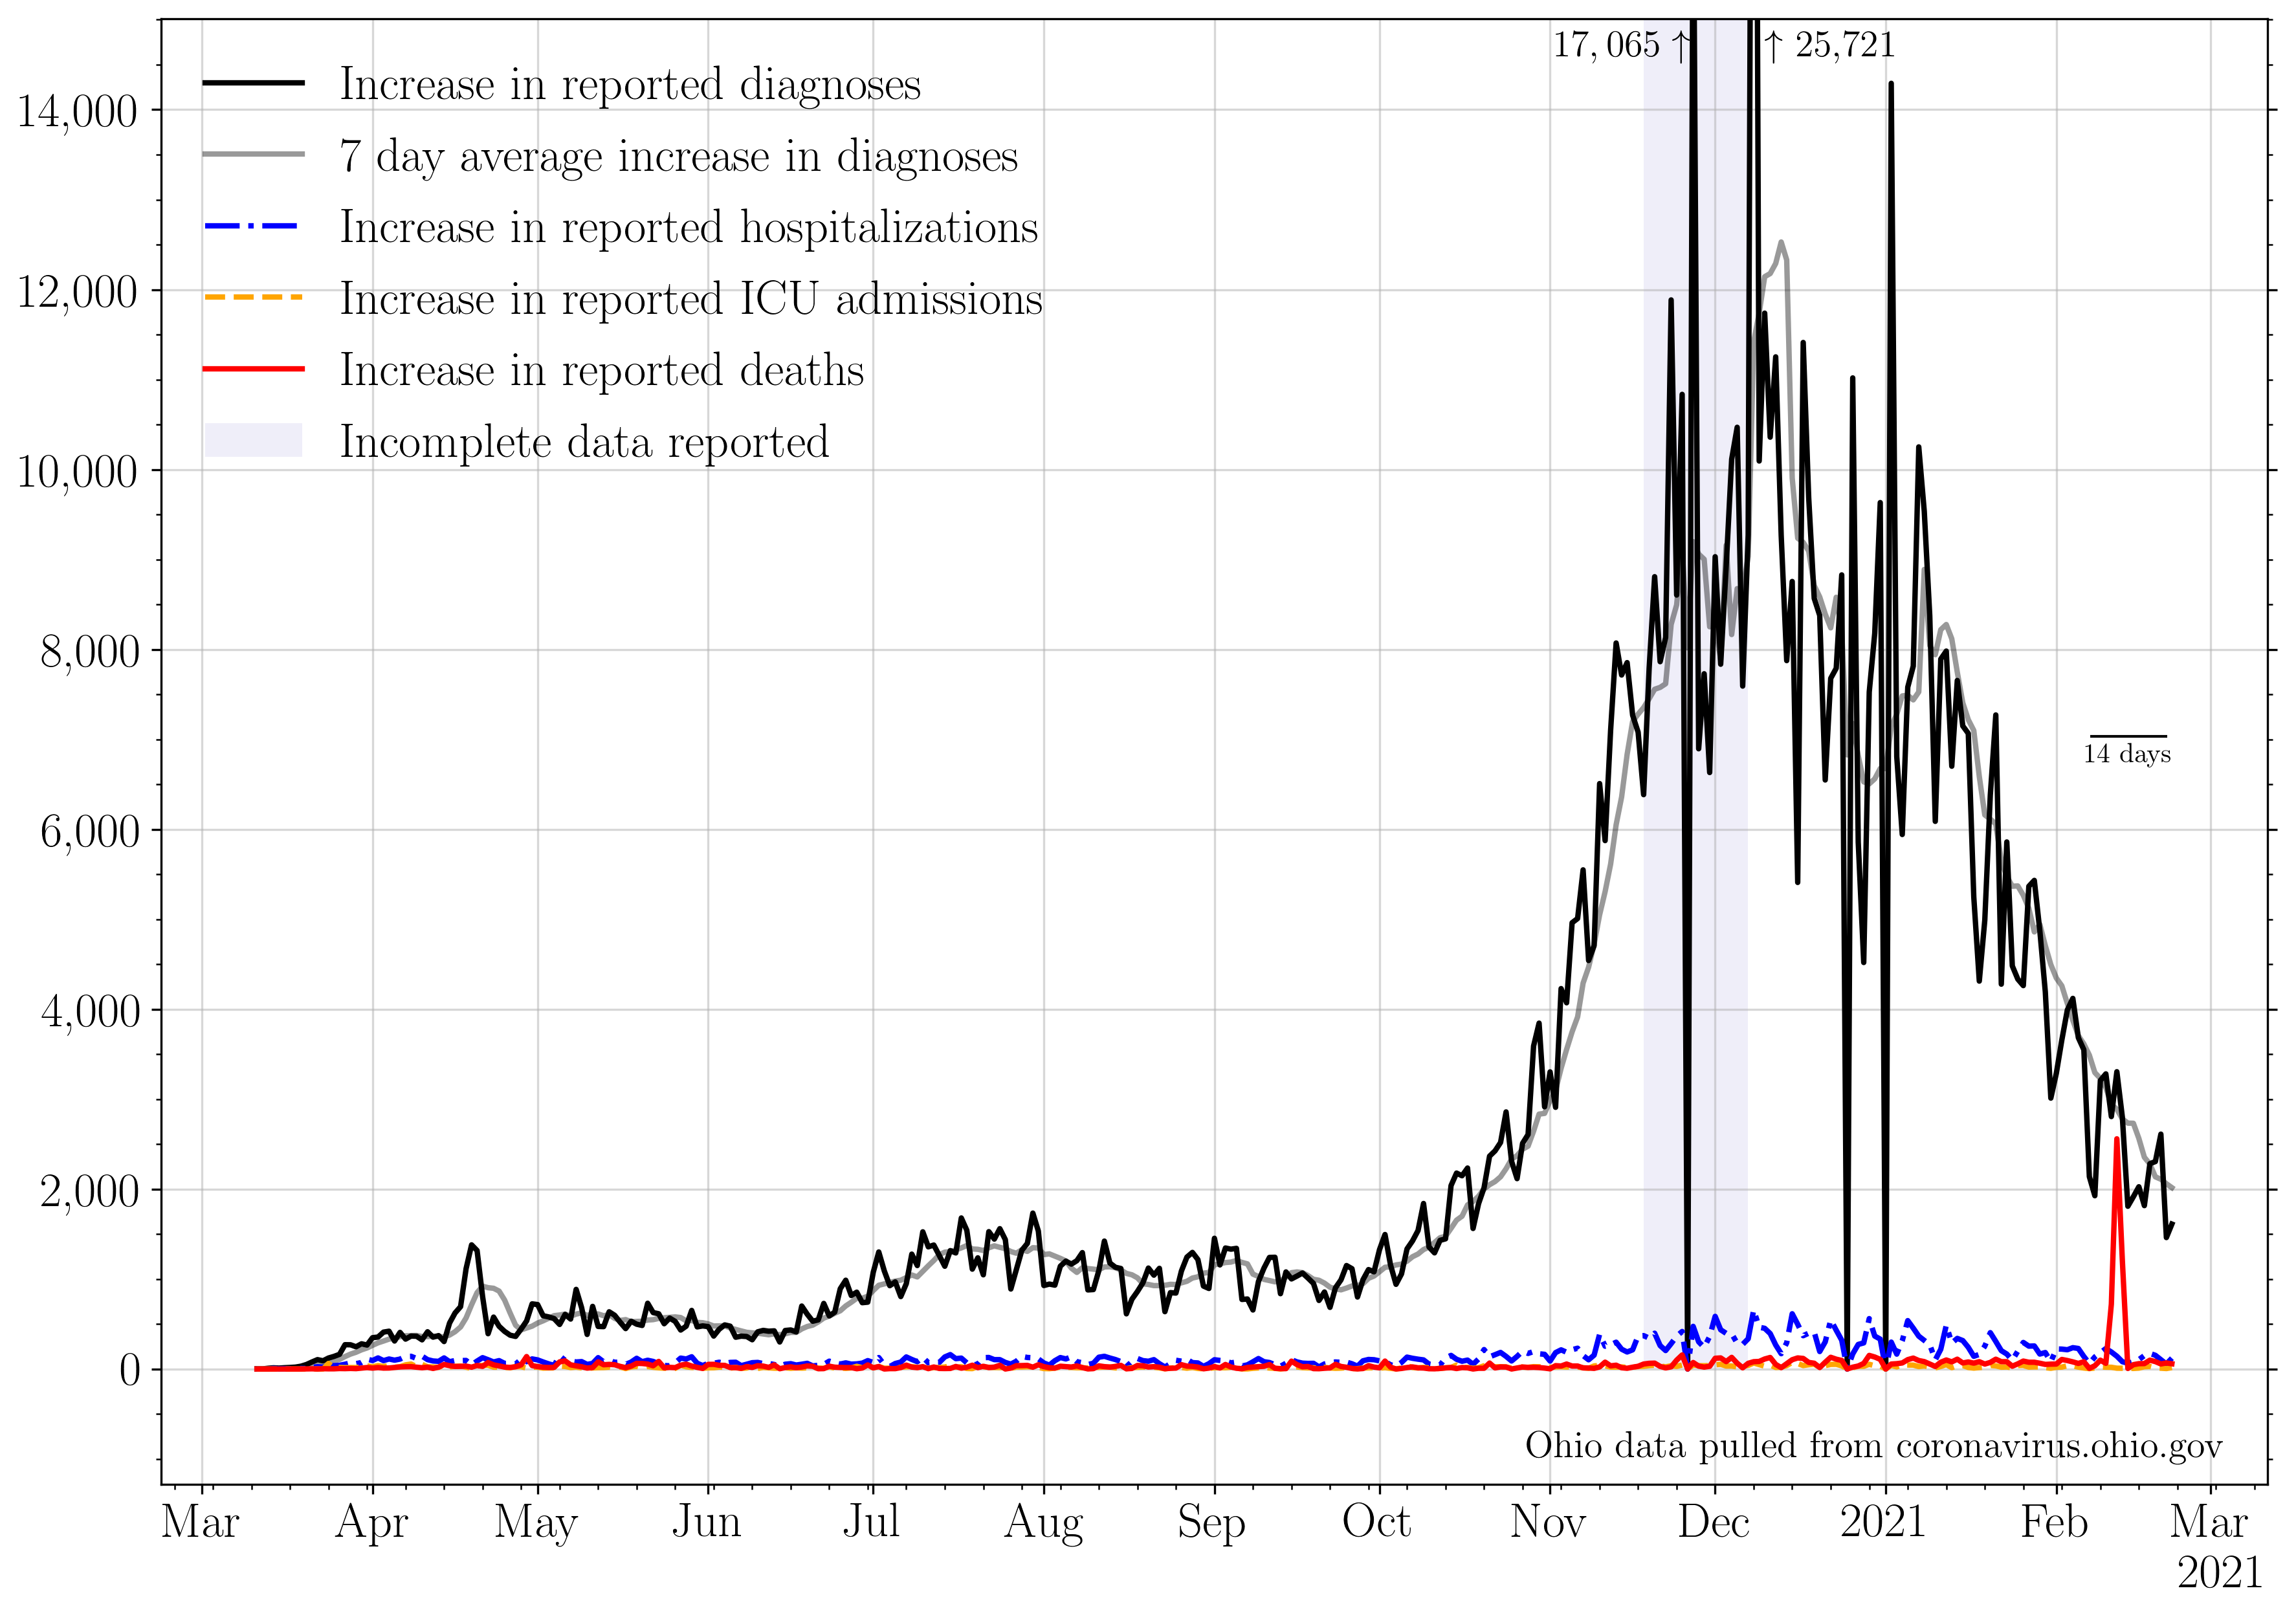 17,065 ↑ ↑ 25,721
Increase in reported diagnoses
7 day average increase in diagnoses
Increase in reported hospitalizations
Increase in reported ICU admissions
Increase in reported deaths
Incomplete data reported
14,000
12,000
10,000
8,000
6,000
4,000
2,000
0
14 days
Ohio data pulled from coronavirus.ohio.gov
Mar Apr May Jun Jul Aug Sep Oct Nov Dec 2021 Feb Mar
2021